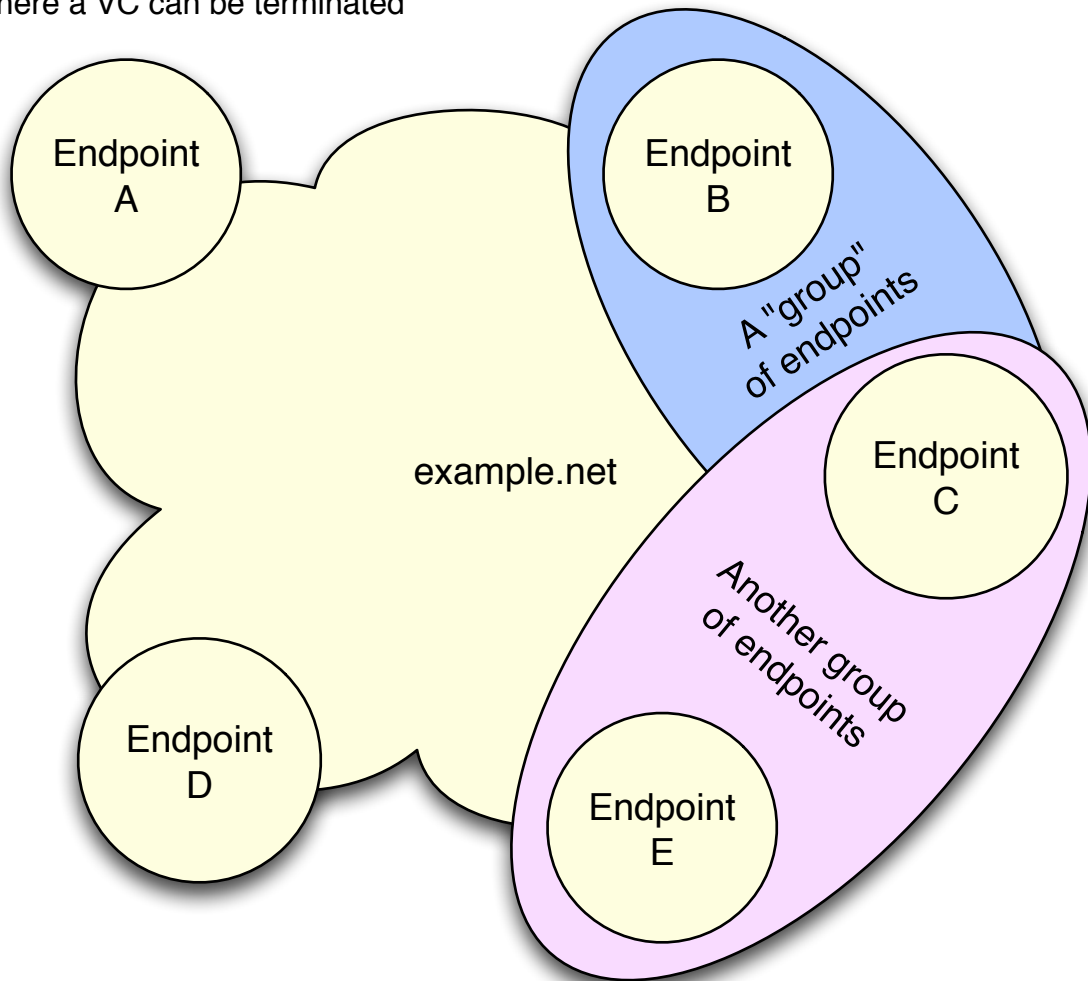 here a VC can be terminated
Endpoint
A
Endpoint
B
A "group"
of endpoints
example.net
Endpoint
C
Another group
of endpoints
Endpoint
D
Endpoint
E